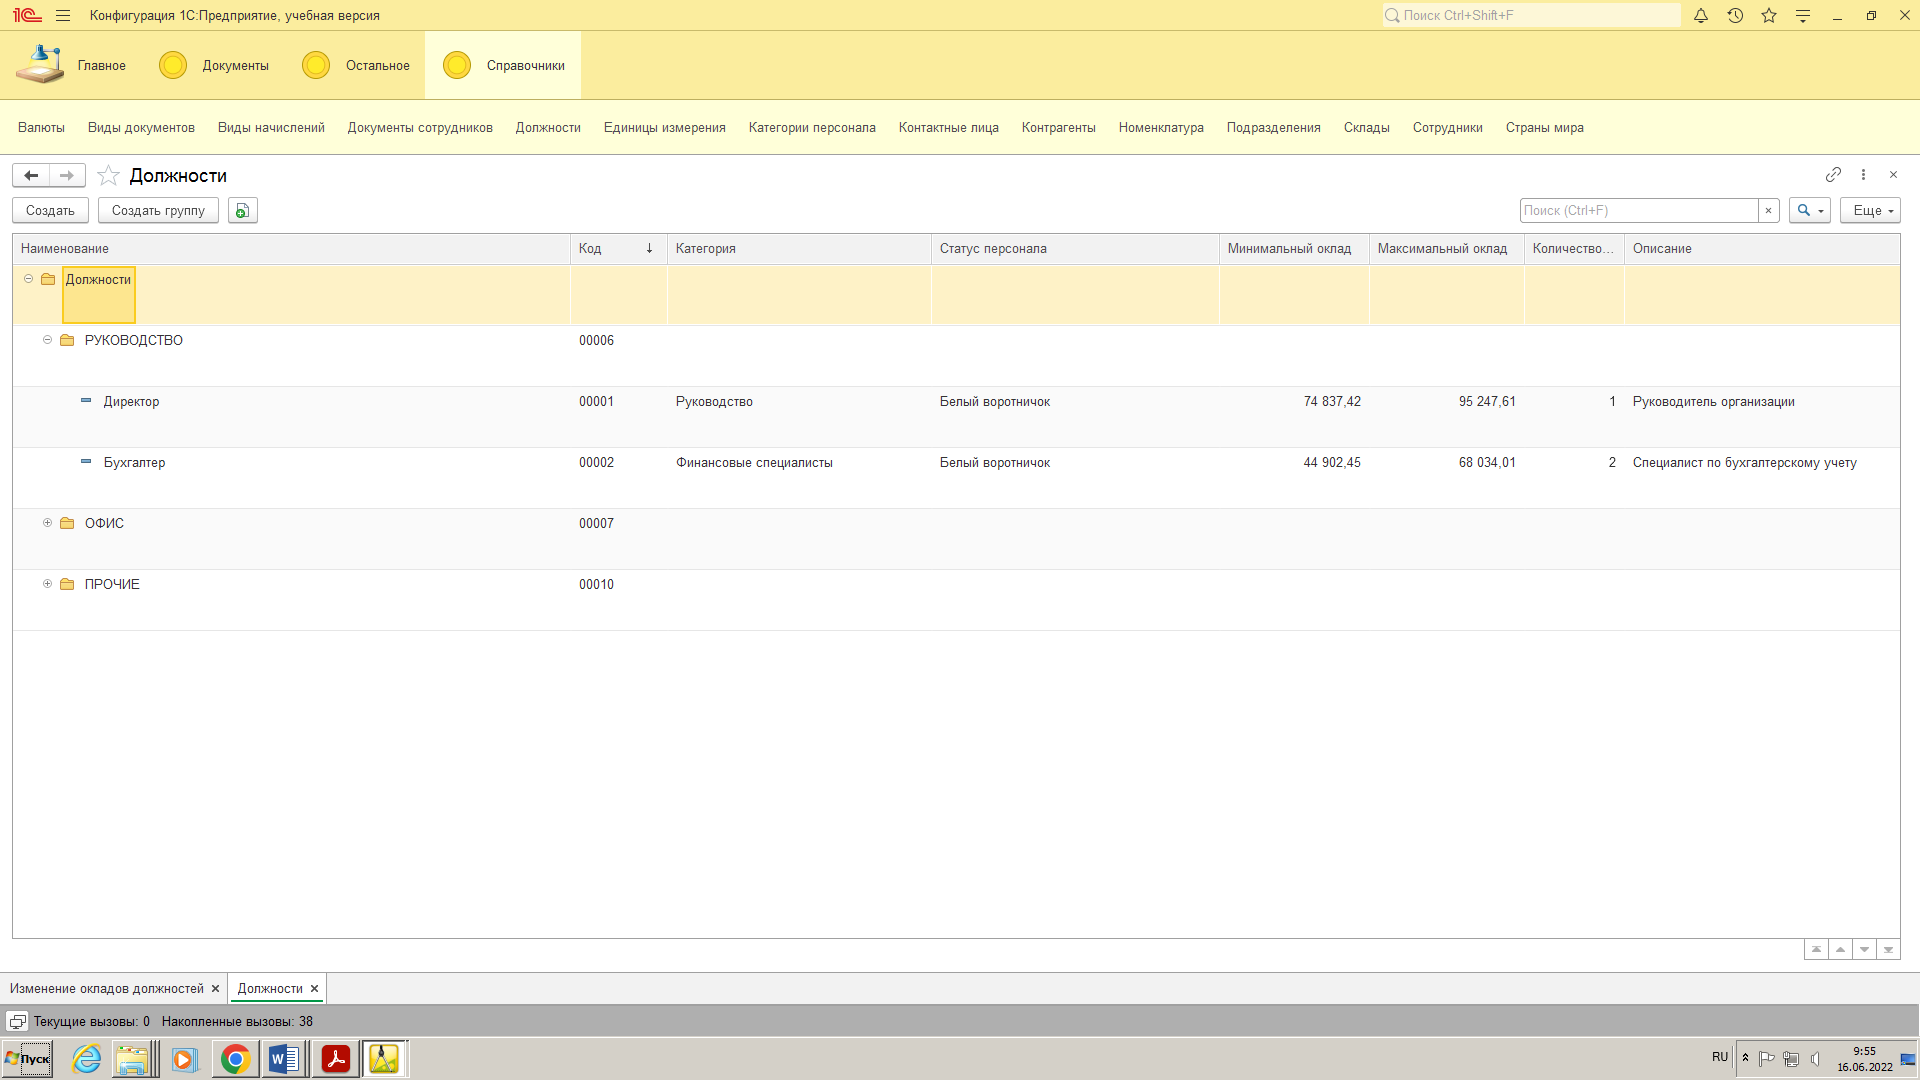 Конфигурация 1С:Предприятие, учебная версия
Поиск Ctrl+Shift+F
Главное Документы Остальное Справочники
Валюты Виды документов Виды начислений Документы сотрудников Должности Единицы измерения Категории персонала Контактные лица Контрагенты Номенклатура Подразделения Склады Сотрудники Страны мира
Должности
Создать Создать группу Поиск (Ctrl+F) Еще
Наименование Код Категория Статус персонала Минимальный оклад Максимальный оклад Количество... Описание
Должности
РУКОВОДСТВО 00006
Директор 00001 Руководство Белый воротничок 74 837,42 95 247,61 1 Руководитель организации
Бухгалтер 00002 Финансовые специалисты Белый воротничок 44 902,45 68 034,01 2 Специалист по бухгалтерскому учету
ОФИС 00007
ПРОЧИЕ 00010
Изменение окладов должностей Должности
Текущие вызовы: 0 Накопленные вызовы: 38
Пуск
RU
9:55
16.06.2022